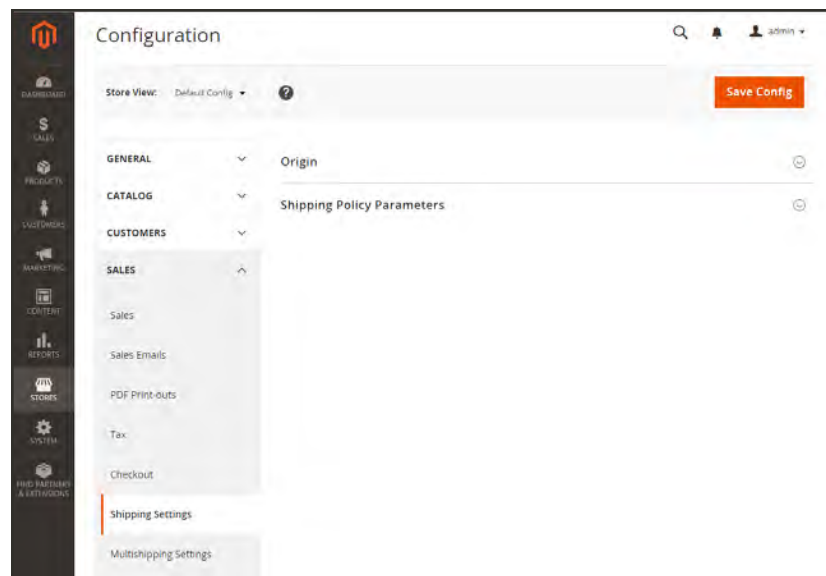 Configuration
admin
Store View: Default Config
?
Save Config
DASHBOARD
SALES
PRODUCTS
CUSTOMERS
MARKETING
CONTENT
REPORTS
STORES
SYSTEM
FIND PARTNERS
& EXTENSIONS
GENERAL
CATALOG
CUSTOMERS
SALES
Sales
Sales Emails
PDF Print-outs
Tax
Checkout
Shipping Settings
Multishipping Settings
Origin
Shipping Policy Parameters